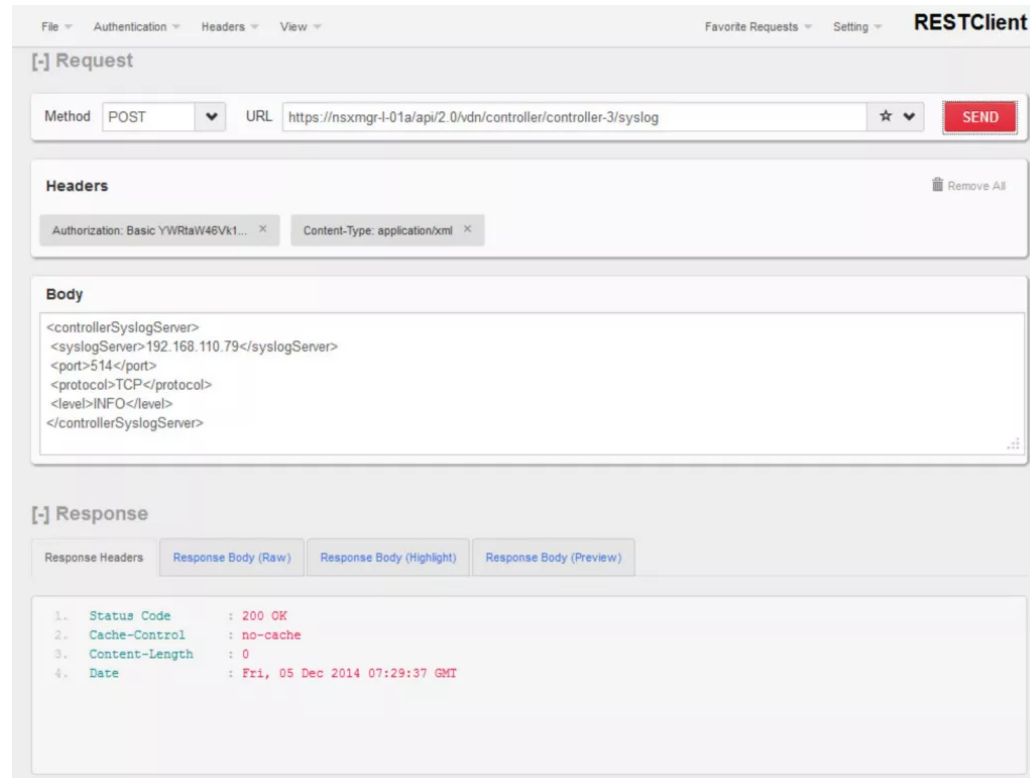 File Authentication Headers View Favorite Requests Setting RESTClient
[-] Request
Method POST URL https://nsxmgr-l-01a/api/2.0/vdn/controller/controller-3/syslog SEND
Headers Remove All
Authorization: Basic YWRtaW46Vk1... × Content-Type: application/xml ×
Body
<controllerSyslogServer>
<syslogServer>192.168.110.79</syslogServer>
<port>514</port>
<protocol>TCP</protocol>
<level>INFO</level>
</controllerSyslogServer>
[-] Response
Response Headers Response Body (Raw) Response Body (Highlight) Response Body (Preview)
1. Status Code : 200 OK
2. Cache-Control : no-cache
3. Content-Length : 0
4. Date : Fri, 05 Dec 2014 07:29:37 GMT